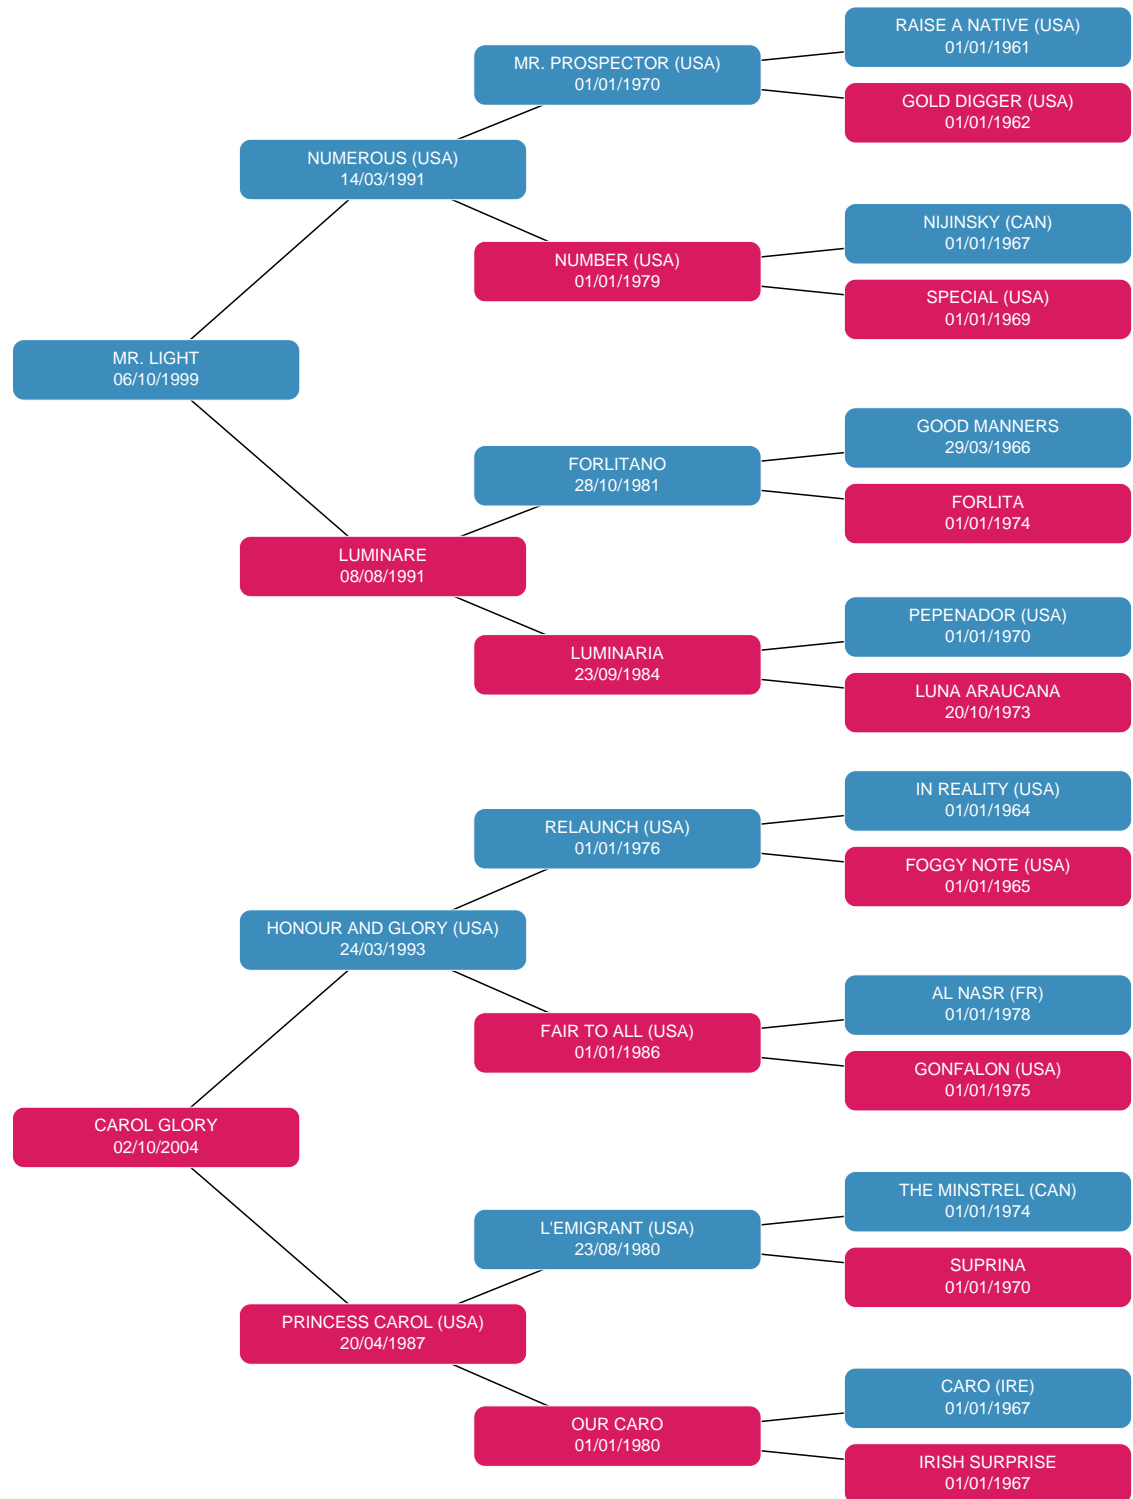 RAISE A NATIVE (USA)
01/01/1961
MR. PROSPECTOR (USA)
01/01/1970
GOLD DIGGER (USA)
01/01/1962
NUMEROUS (USA)
14/03/1991
NIJINSKY (CAN)
01/01/1967
NUMBER (USA)
01/01/1979
SPECIAL (USA)
01/01/1969
MR. LIGHT
06/10/1999
GOOD MANNERS
29/03/1966
FORLITANO
28/10/1981
FORLITA
01/01/1974
LUMINARE
08/08/1991
PEPENADOR (USA)
01/01/1970
LUMINARIA
23/09/1984
LUNA ARAUCANA
20/10/1973
IN REALITY (USA)
01/01/1964
RELAUNCH (USA)
01/01/1976
FOGGY NOTE (USA)
01/01/1965
HONOUR AND GLORY (USA)
24/03/1993
AL NASR (FR)
01/01/1978
FAIR TO ALL (USA)
01/01/1986
GONFALON (USA)
01/01/1975
CAROL GLORY
02/10/2004
THE MINSTREL (CAN)
01/01/1974
L'EMIGRANT (USA)
23/08/1980
SUPRINA
01/01/1970
PRINCESS CAROL (USA)
20/04/1987
CARO (IRE)
01/01/1967
OUR CARO
01/01/1980
IRISH SURPRISE
01/01/1967